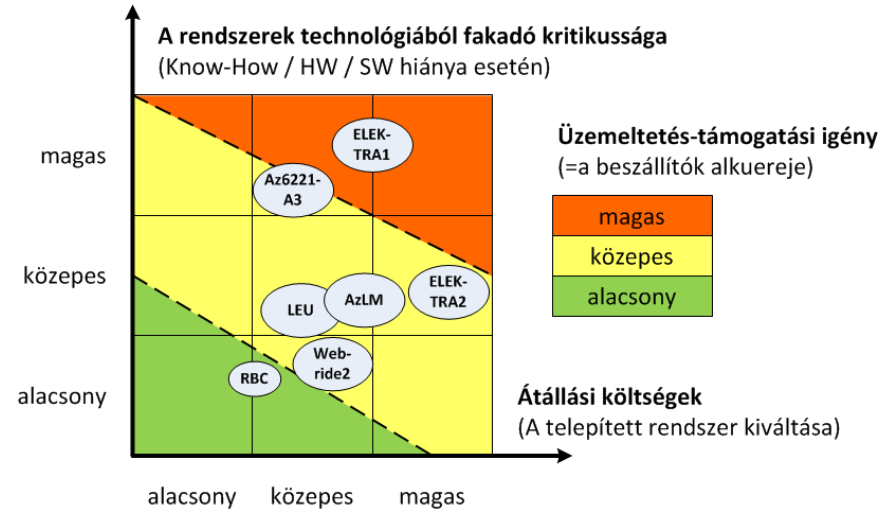 A rendszerek technológiából fakadó kritikussága
(Know-How / HW / SW hiánya esetén)
magas
közepes
alacsony
ELEK-
TRA1
Az6221-
A3
ELEK-
TRA2
AzLM
LEU
Web-
ride2
RBC
Üzemeltetés-támogatási igény
(=a beszállítók alkuereje)
magas
közepes
alacsony
Átállási költségek
(A telepített rendszer kiváltása)
alacsony
közepes
magas